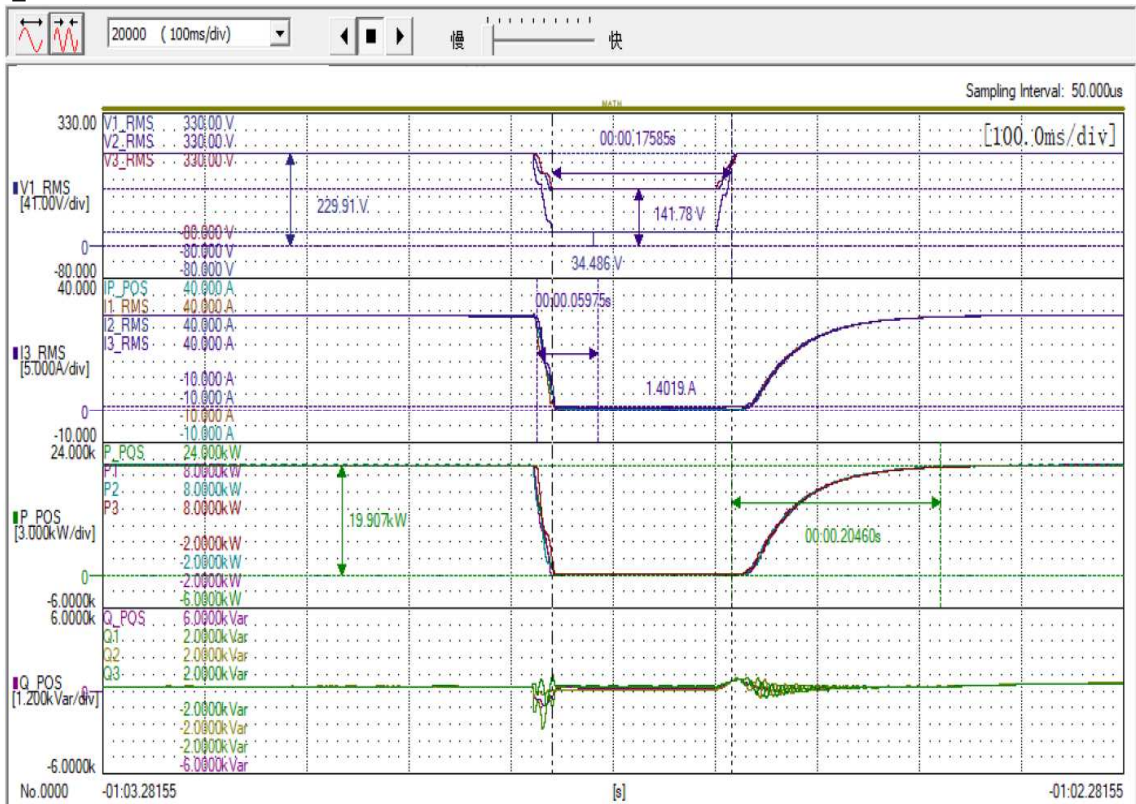 20000 ( 100ms/div)
慢
快
Sampling Interval: 50.000us
MATH
[100.0ms/div]
330.00
V1_RMS 330.00 V
V2_RMS 330.00 V
V3_RMS 330.00 V
00:00.17585s
V1_RMS
[41.00V/div]
229.91 V
141.78 V
-80.000 V
0
-80.000 V
-80.000
-80.000 V
34.486 V
40.000
IP_POS 40.000 A
I1_RMS 40.000 A
I2_RMS 40.000 A
I3_RMS 40.000 A
00:00.05975s
I3_RMS
[5.000A/div]
-10.000 A
1.4019 A
-10.000 A
0
-10.000 A
-10.000
-10.000 A
24.000k
P_POS 24.000kW
P1 8.0000kW
P2 8.0000kW
P3 8.0000kW
P_POS
[3.000kW/div]
19.907kW
00:00.20460s
-2.0000kW
-2.0000kW
0
-2.0000kW
-6.0000k
-6.0000kW
6.0000k
Q_POS 6.0000kVar
Q1 2.0000kVar
Q2 2.0000kVar
Q3 2.0000kVar
Q_POS
0
[1.200kVar/div]
-2.0000kVar
-2.0000kVar
-2.0000kVar
-6.0000k
-6.0000kVar
No.0000
-01:03.28155
[s]
-01:02.28155